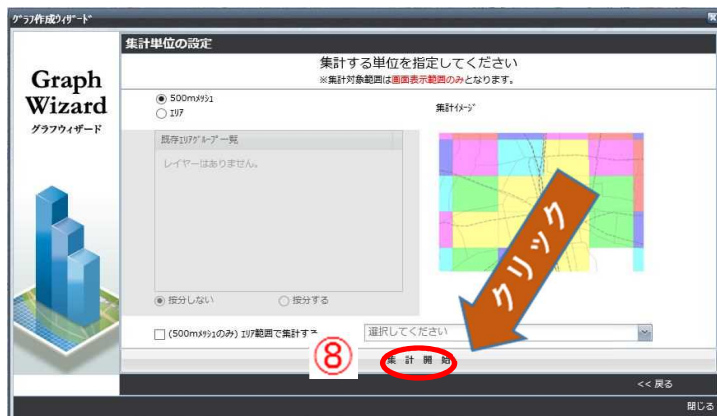 ｸﾞﾗﾌ作成ｳｨｻﾞｰﾄﾞ
集計単位の設定
集計する単位を指定してください
※集計対象範囲は画面表示範囲のみとなります。
Graph
Wizard
グラフウィザード
500mﾒｯｼｭ
ｴﾘｱ
集計ｲﾒｰｼﾞ
既存ｴﾘｱｸﾞﾙｰﾌﾟ一覧
レイヤーはありません。
クリック
按分しない
按分する
(500mﾒｯｼｭのみ) ｴﾘｱ範囲で集計する
選択してください
⑧
集 計 開 始
<< 戻る
閉じる